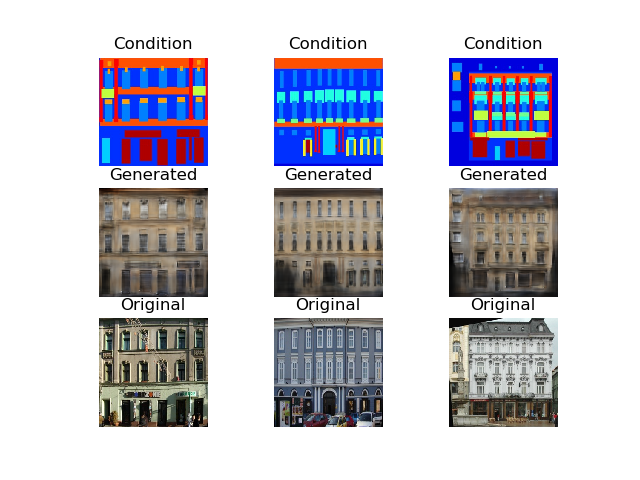 Condition Condition Condition
Generated Generated Generated
Original Original Original